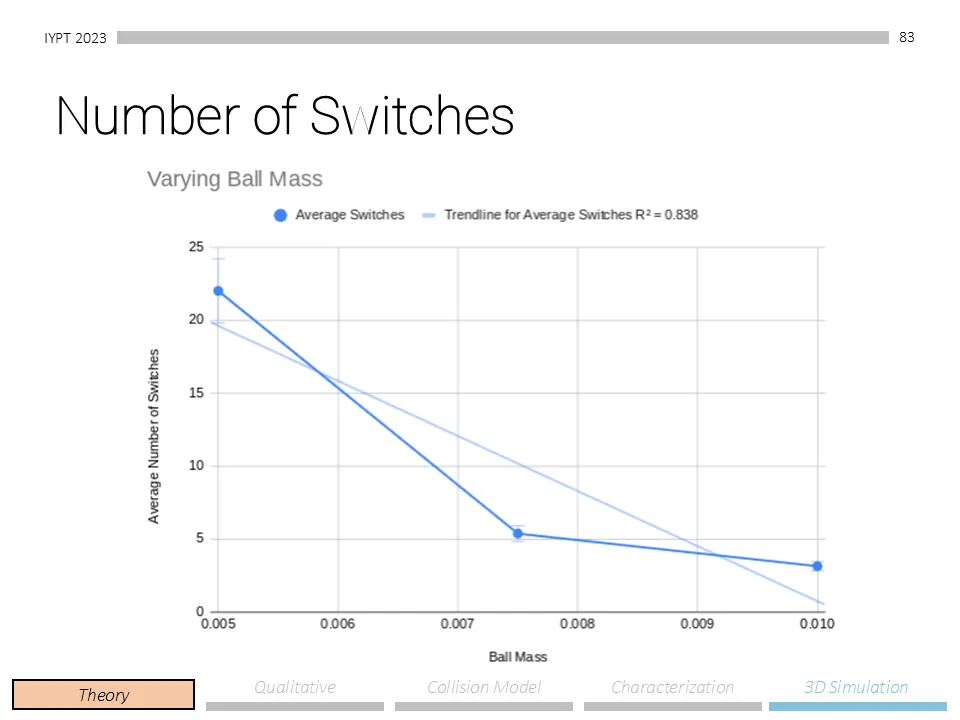 IYPT 2023
83
Number of Switches
Varying Ball Mass
Average Switches
Trendline for Average Switches R² = 0.838
25
20
15
10
5
0
Average Number of Switches
0.005 0.006 0.007 0.008 0.009 0.010
Ball Mass
Theory
Qualitative
Collision Model
Characterization
3D Simulation